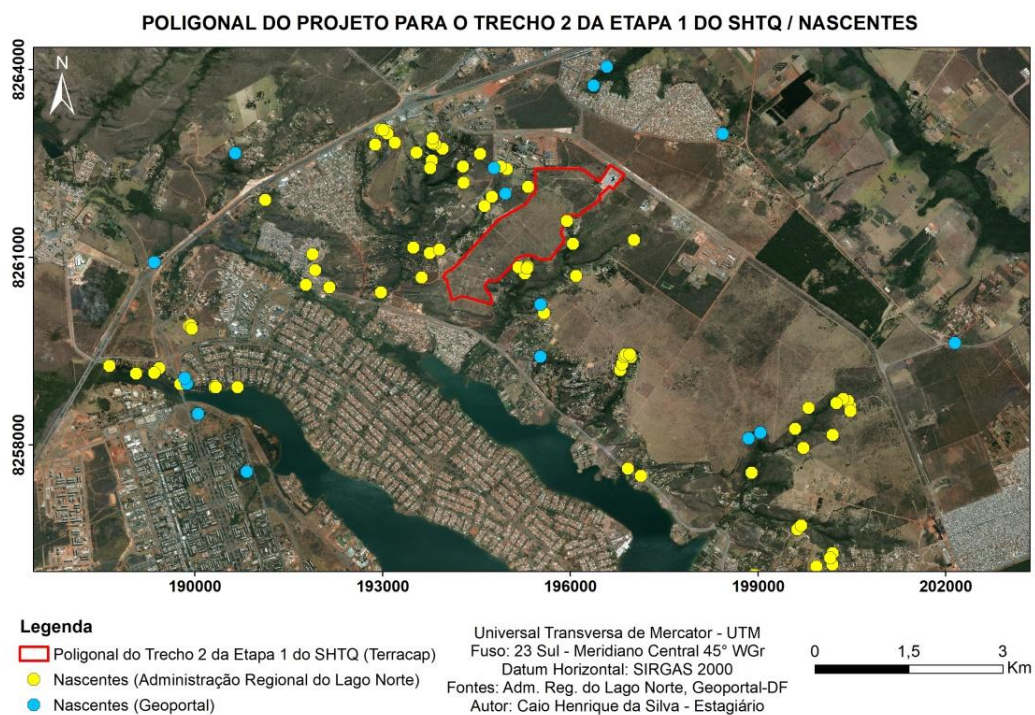 POLIGONAL DO PROJETO PARA O TRECHO 2 DA ETAPA 1 DO SHTQ / NASCENTES
N
8264000
8261000
8258000
190000 193000 196000 199000 202000
Legenda
Poligonal do Trecho 2 da Etapa 1 do SHTQ (Terracap)
Nascentes (Administração Regional do Lago Norte)
Nascentes (Geoportal)
Universal Transversa de Mercator - UTM
Fuso: 23 Sul - Meridiano Central 45° WGr
Datum Horizontal: SIRGAS 2000
Fontes: Adm. Reg. do Lago Norte, Geoportal-DF
Autor: Caio Henrique da Silva - Estagiário
0 1,5 3
Km